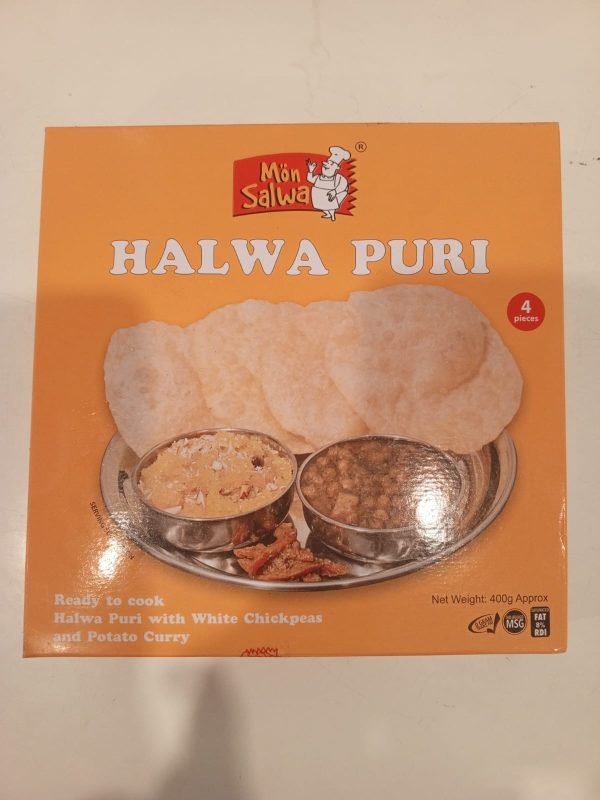 Mön
Salwa
®
HALWA PURI
4
pieces
Ready to cook
Halwa Puri with White Chickpeas
and Potato Curry
Net Weight: 400g Approx
MSG
FAT
8%
RDI